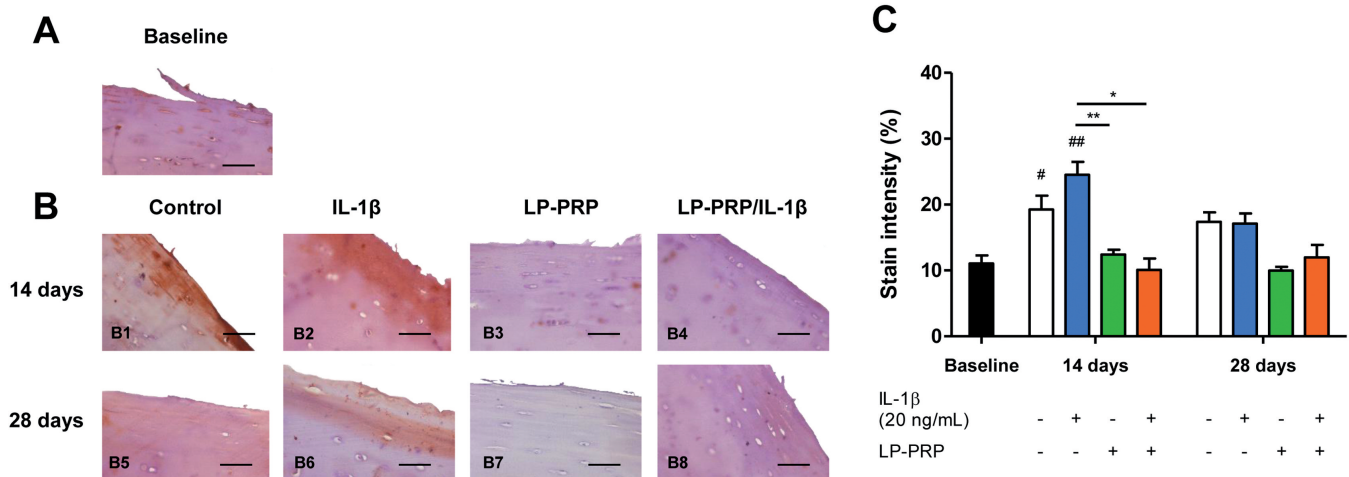 A
Baseline
B
Control IL-1β LP-PRP LP-PRP/IL-1β
14 days
B1 B2 B3 B4
28 days
B5 B6 B7 B8
C
Stain intensity (%)
40
30
20
10
0
*
**
##
#
Baseline 14 days 28 days
IL-1β
(20 ng/mL) - + - + - + - +
LP-PRP - - + + - - + +